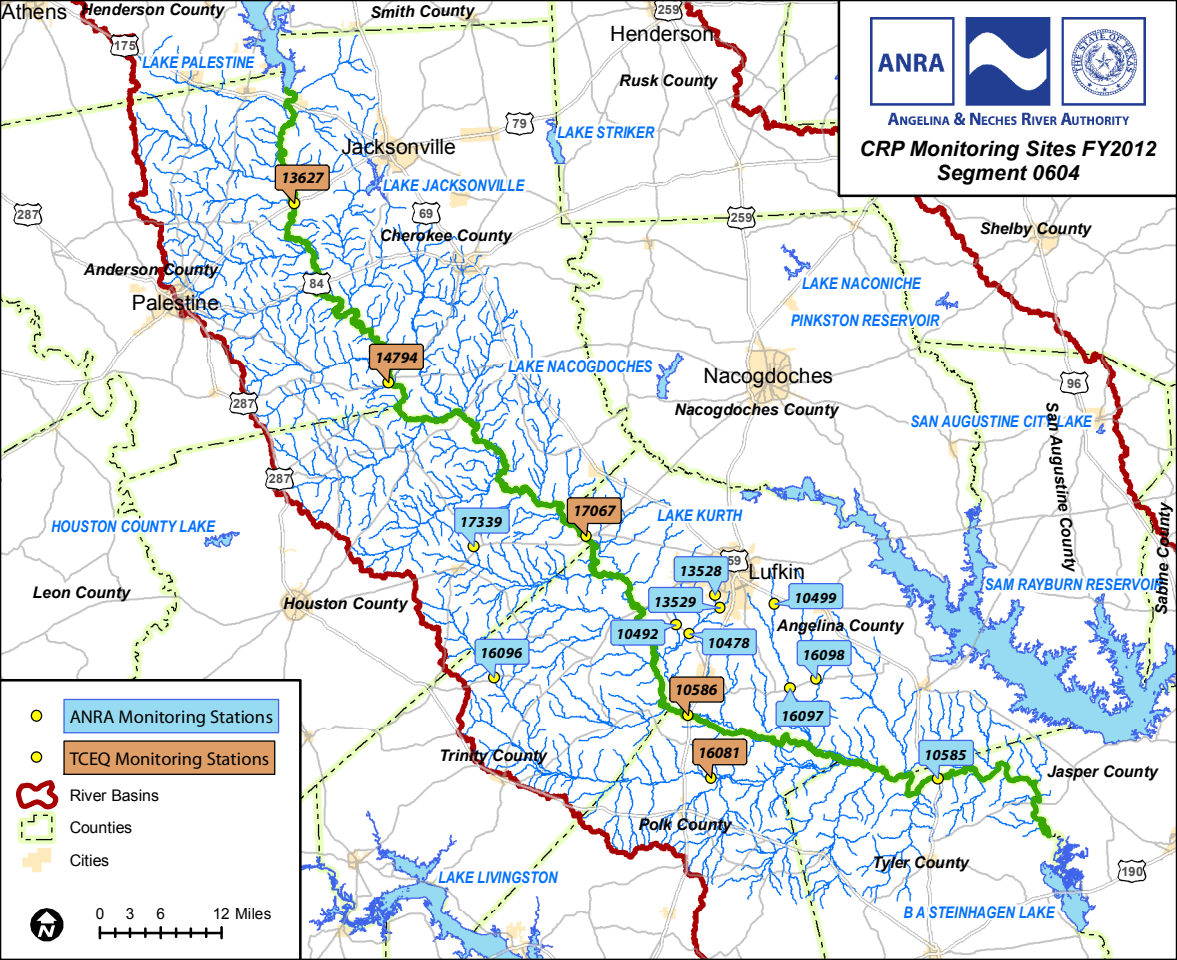 Athens
Henderson County
Smith County
259
Henderson
175
LAKE PALESTINE
Rusk County
ANRA
THE STATE OF TEXAS
ANGELINA & NECHES RIVER AUTHORITY
CRP Monitoring Sites FY2012
Segment 0604
79
LAKE STRIKER
Jacksonville
13627
LAKE JACKSONVILLE
287
69
259
Cherokee County
Shelby County
Anderson County
84
LAKE NACONICHE
Palestine
PINKSTON RESERVOIR
14794
LAKE NACOGDOCHES
Nacogdoches
96
287
Nacogdoches County
SAN AUGUSTINE CITY LAKE
San Augustine County
287
17339
17067
LAKE KURTH
HOUSTON COUNTY LAKE
Sabine County
59
13528
Lufkin
SAM RAYBURN RESERVOIR
Leon County
Houston County
13529
10499
10492
10478
Angelina County
16096
16098
10586
16097
16081
10585
Trinity County
Jasper County
Polk County
Tyler County
190
LAKE LIVINGSTON
B A STEINHAGEN LAKE
ANRA Monitoring Stations
TCEQ Monitoring Stations
River Basins
Counties
Cities
N
0 3 6 12 Miles